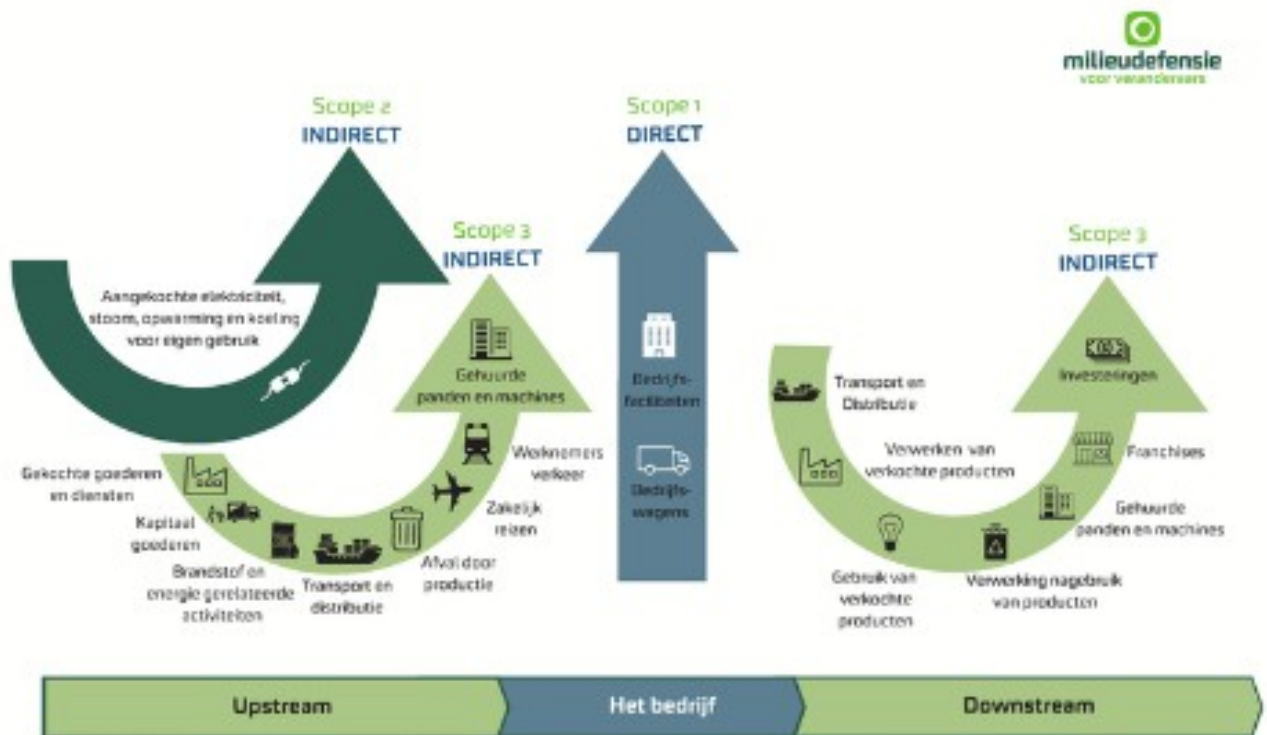 milieudefensie
voor veranderaars
Scope 2
INDIRECT
Scope 1
DIRECT
Scope 3
INDIRECT
Scope 3
INDIRECT
Aangekochte elektriciteit,
stoom, opwarming en koeling
voor eigen gebruik
Gehuurde
panden en machines
Werknemers
verkeer
Zakelijk
reizen
Afval door
productie
Transport en
distributie
Brandstof en
energie gerelateerde
activiteiten
Kapitaal
goederen
Gekochte goederen
en diensten
Bedrijfs-
faciliteiten
Bedrijfs-
wagens
Transport en
Distributie
Verwerken van
verkochte producten
Gebruik van
verkochte
producten
Verwerking nagebruik
van producten
Gehuurde
panden en machines
Franchises
Investeringen
Upstream
Het bedrijf
Downstream